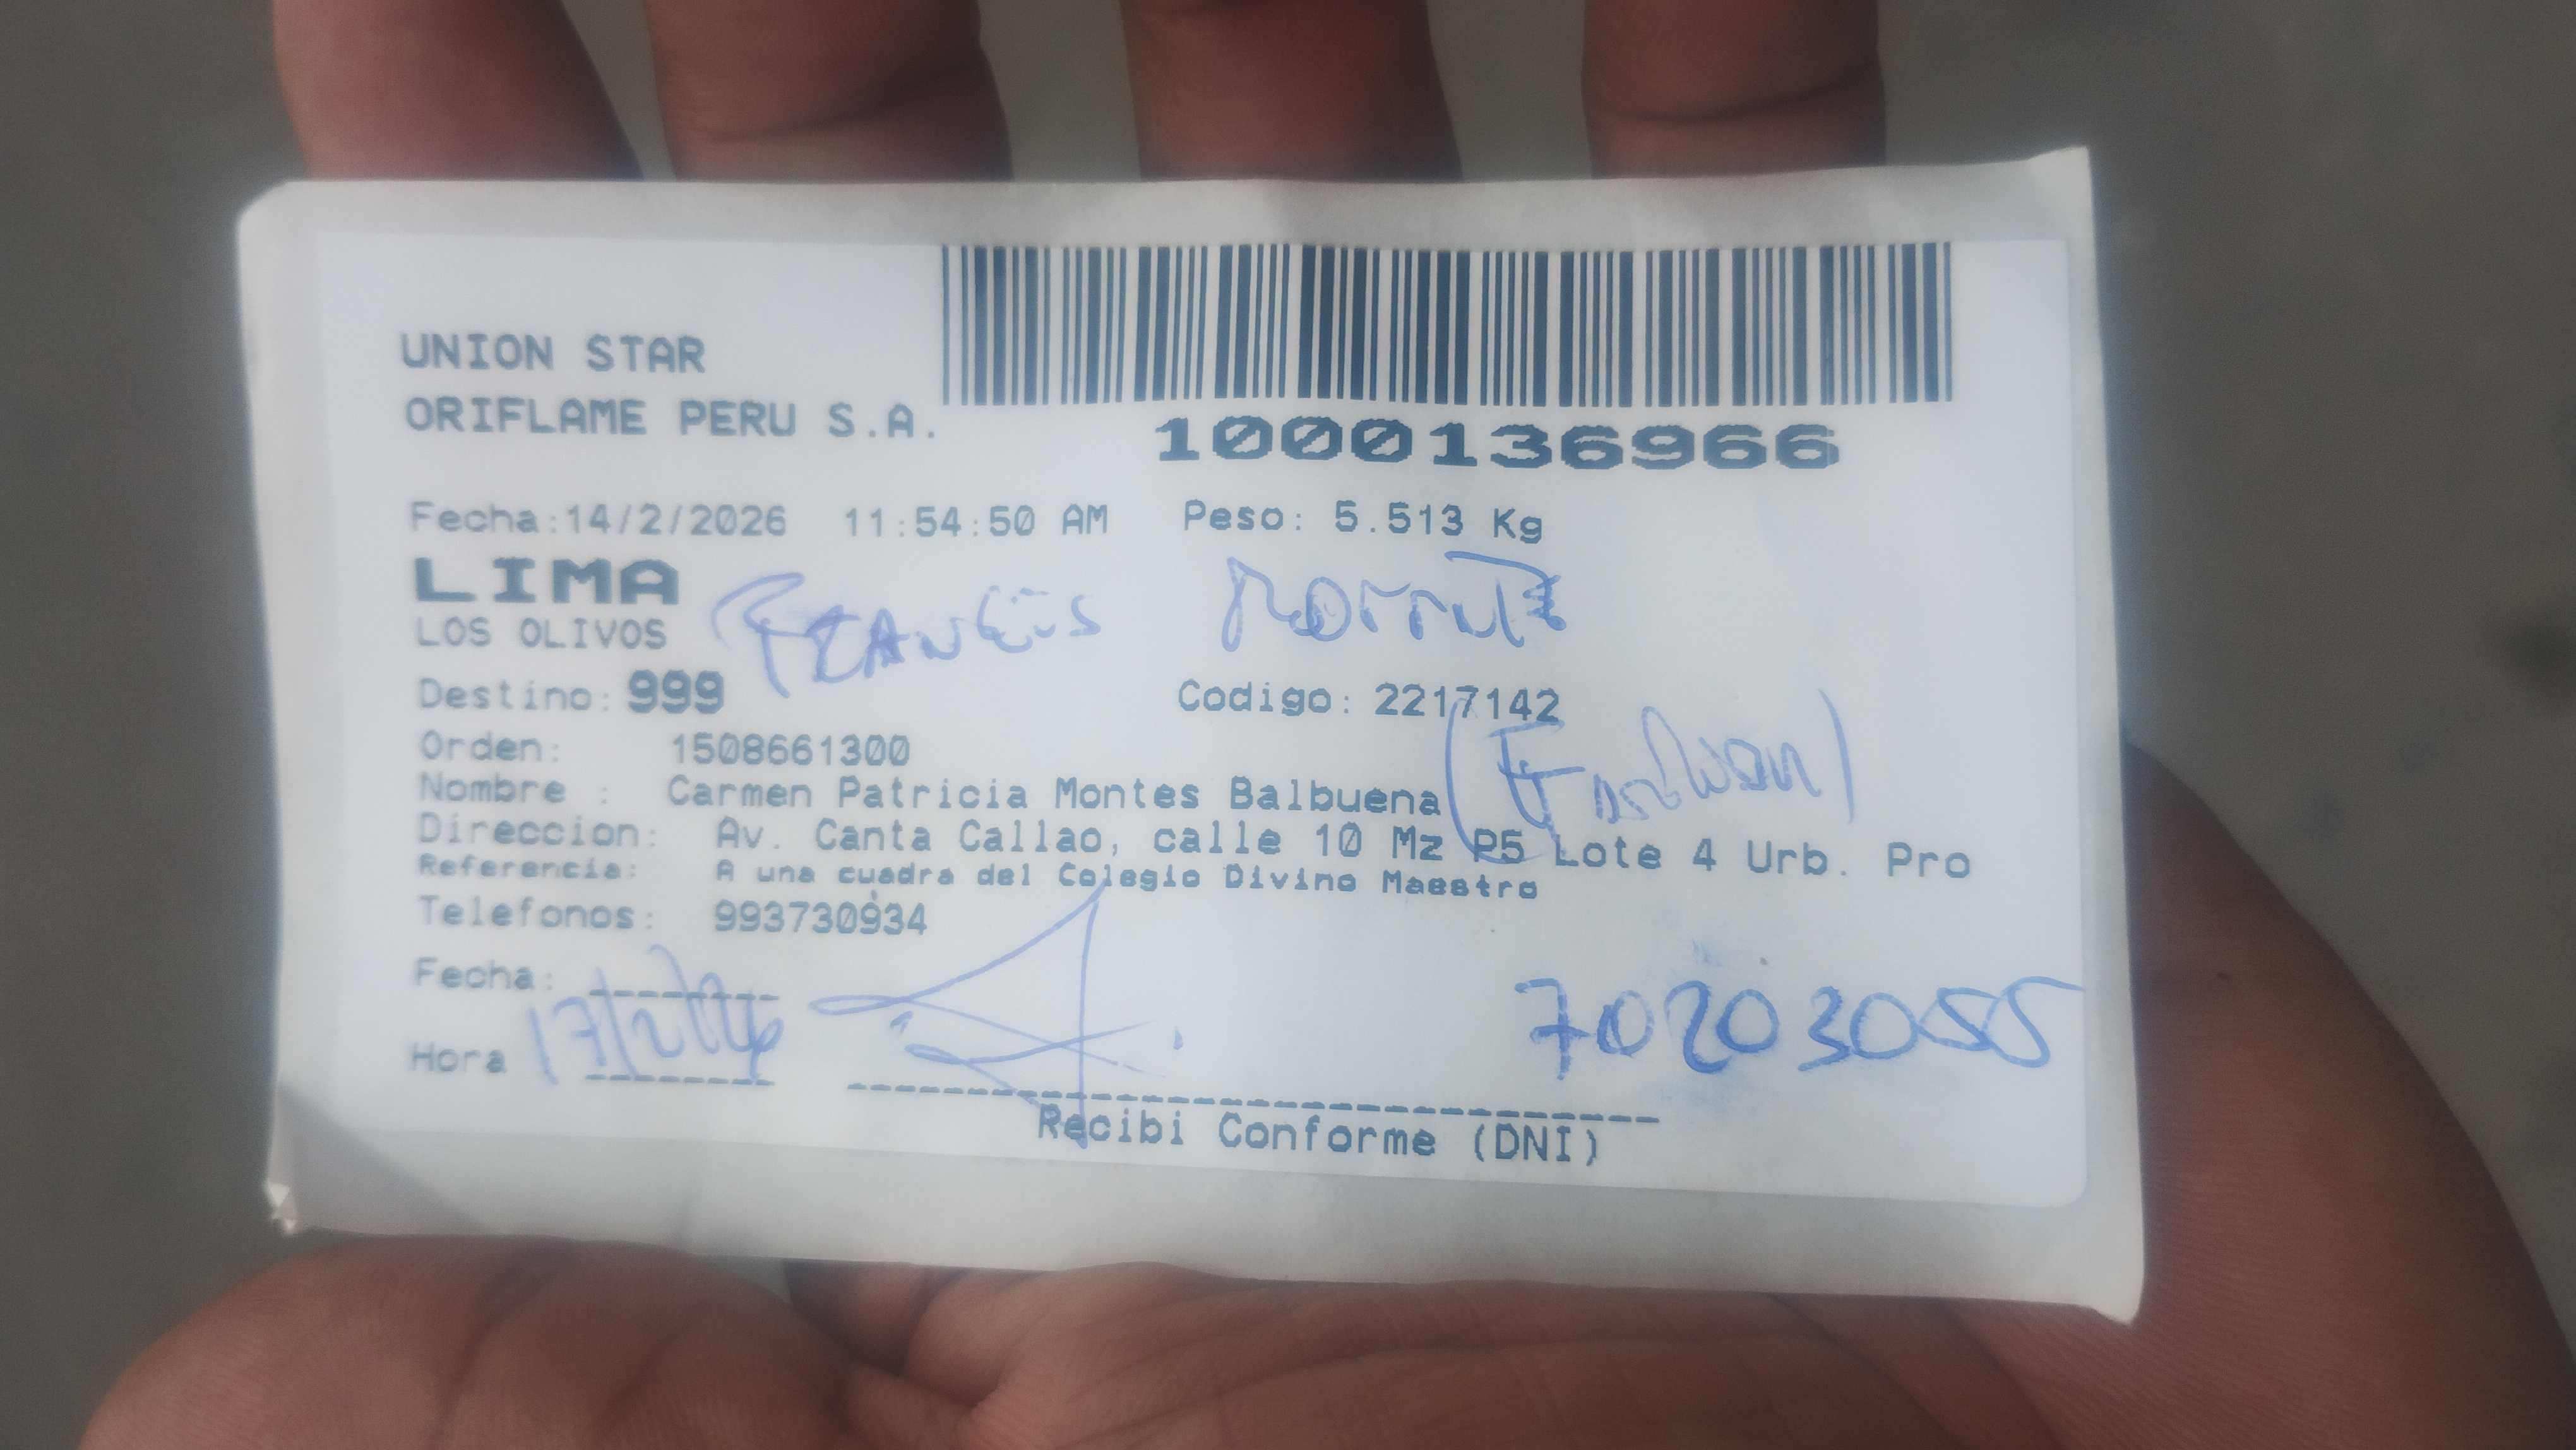 UNION STAR
ORIFLAME PERU S.A.
1000136966
Fecha:14/2/2026 11:54:50 AM Peso: 5.513 Kg
LIMA
LOS OLIVOS
Destino: 999 Codigo: 2217142
Orden: 1508661300
Nombre : Carmen Patricia Montes Balbuena
Direccion: Av. Canta Callao, calle 10 Mz P5 Lote 4 Urb. Pro
Referencia: A una cuadra del Colegio Divino Maestro
Telefonos: 993730934
Fecha: 17/2/26
70203055
Hora
Recibi Conforme (DNI)